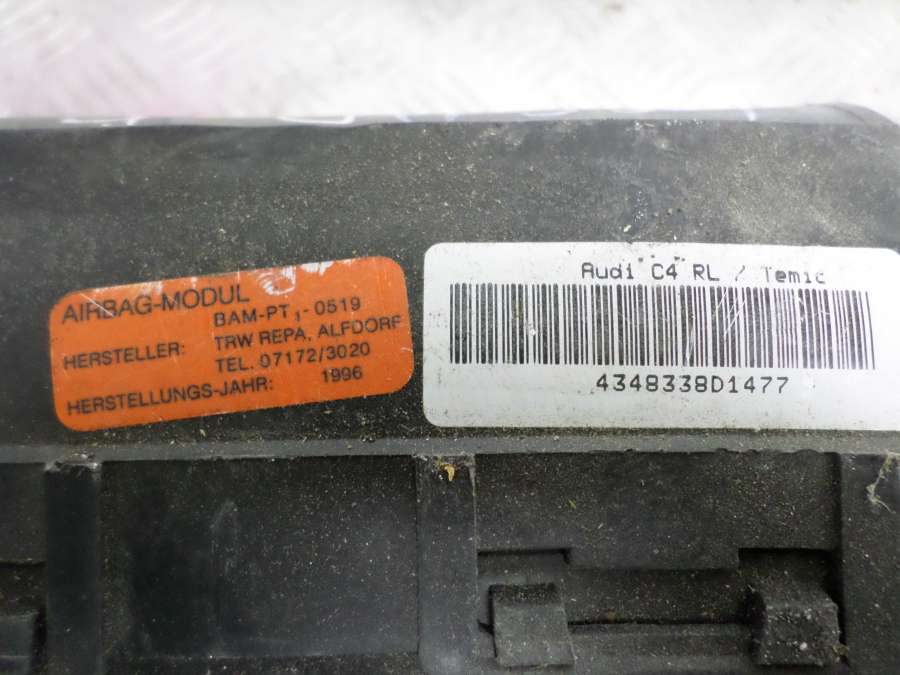 AIRBAG-MODUL
BAM-PT1-0519
HERSTELLER: TRW REPA, ALFDORF
TEL. 07172/3020
HERSTELLUNGS-JAHR: 1996
Audi "C4" RL / Temic
4348338D1477